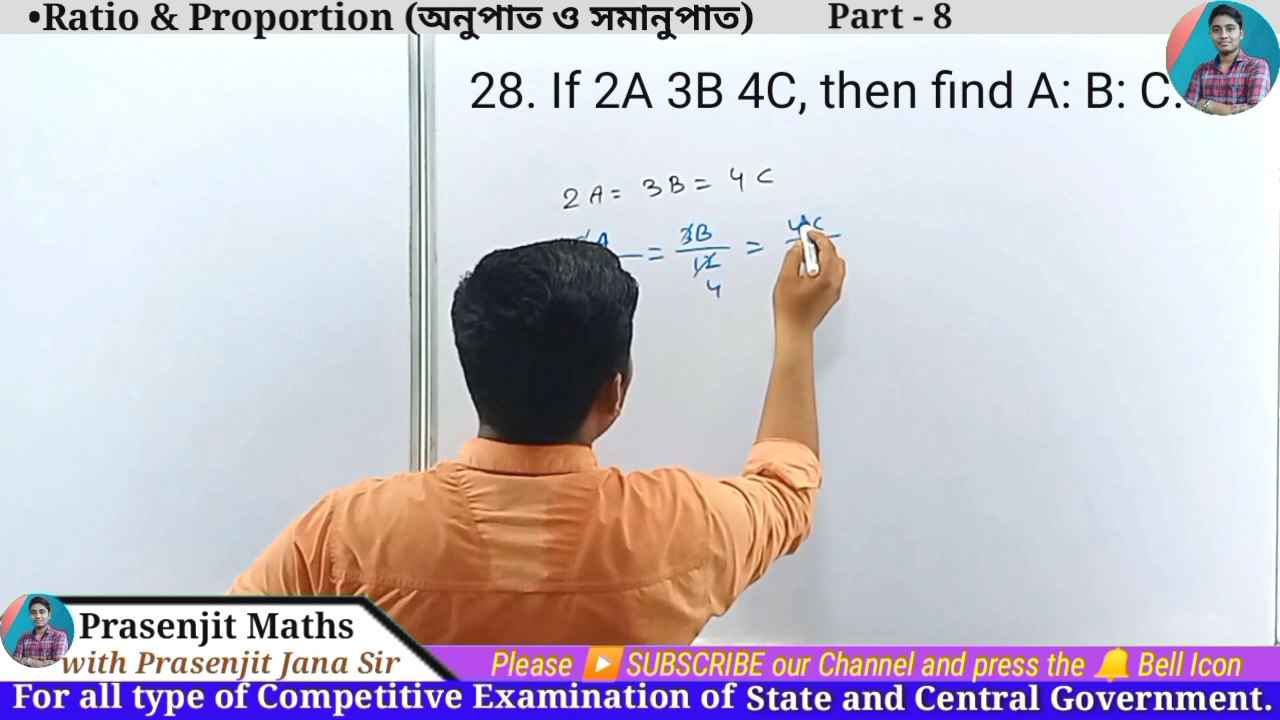 •Ratio & Proportion (অনুপাত ও সমানুপাত) Part - 8
28. If 2A 3B 4C, then find A: B: C.
2A = 3B = 4C
= 3B = 4C
12
4
Prasenjit Maths
with Prasenjit Jana Sir
Please SUBSCRIBE our Channel and press the Bell Icon
For all type of Competitive Examination of State and Central Government.